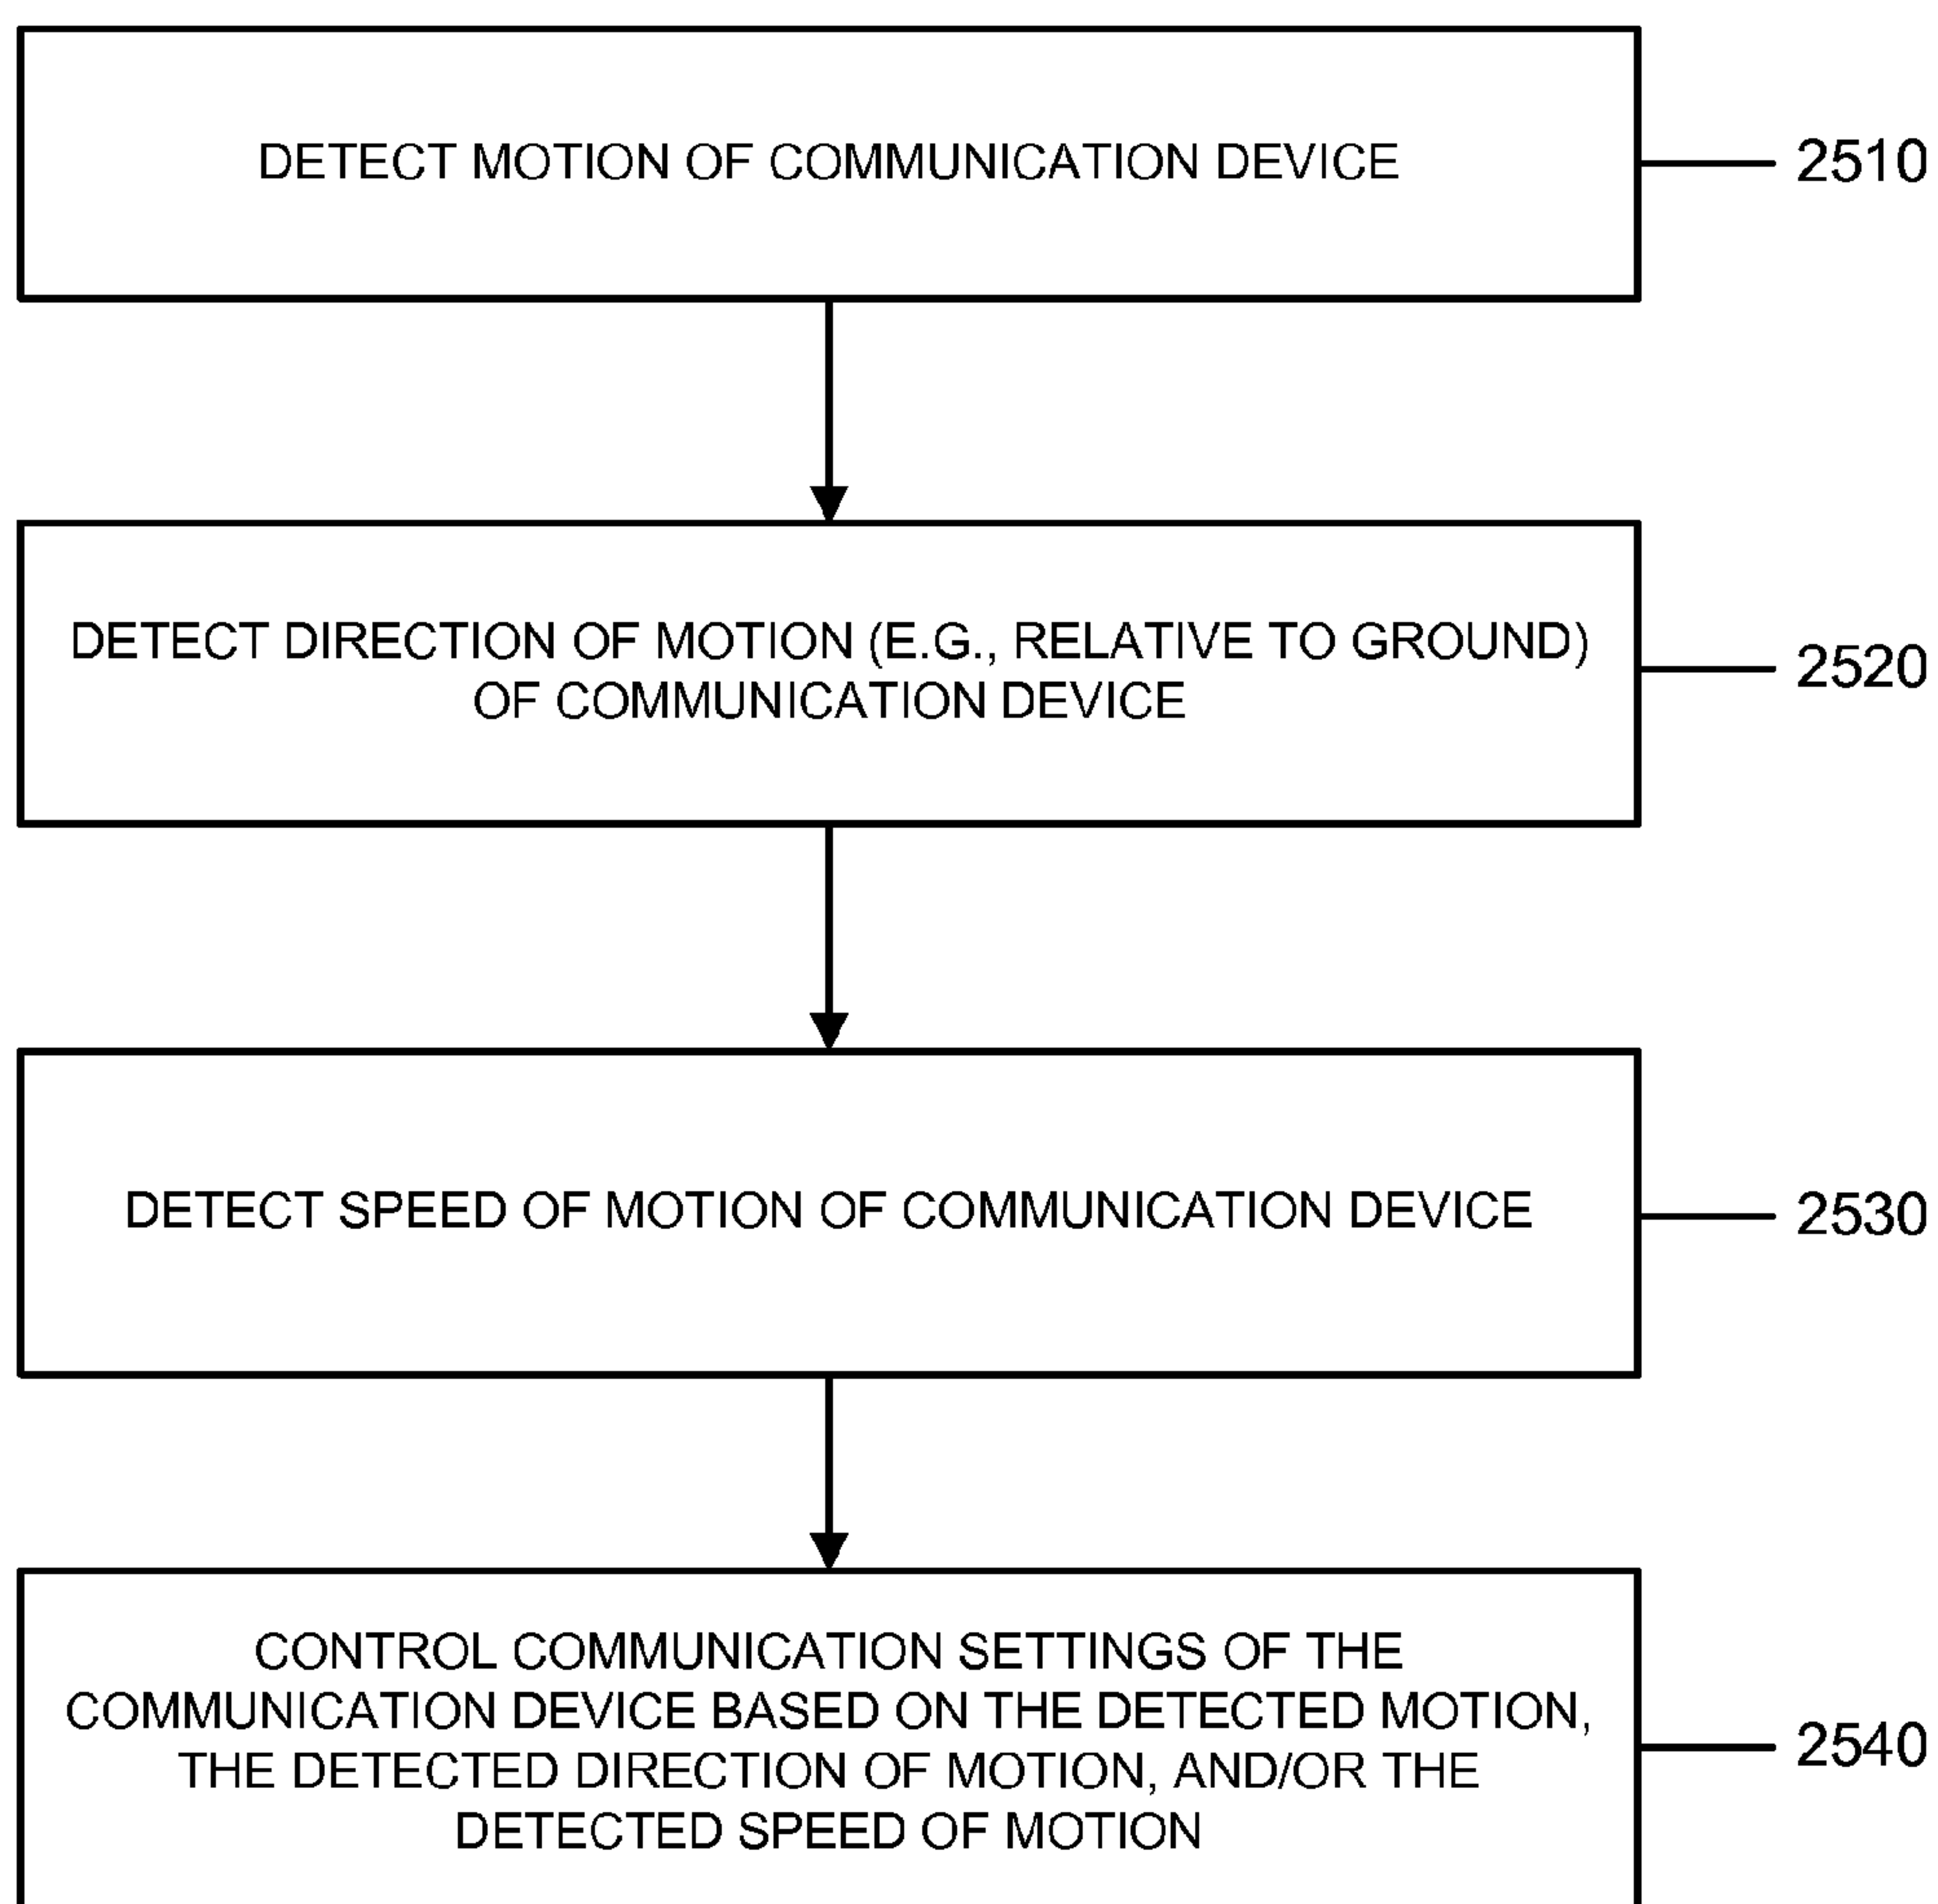 DETECT MOTION OF COMMUNICATION DEVICE
2510
DETECT DIRECTION OF MOTION (E.G., RELATIVE TO GROUND)
OF COMMUNICATION DEVICE
2520
DETECT SPEED OF MOTION OF COMMUNICATION DEVICE
2530
CONTROL COMMUNICATION SETTINGS OF THE
COMMUNICATION DEVICE BASED ON THE DETECTED MOTION,
THE DETECTED DIRECTION OF MOTION, AND/OR THE
DETECTED SPEED OF MOTION
2540